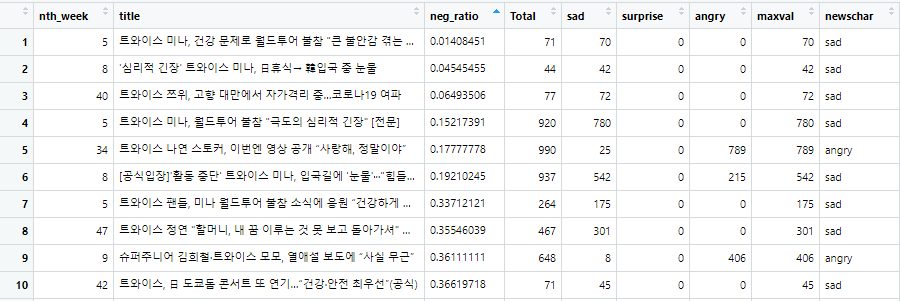 nth_week title neg_ratio Total sad surprise angry maxval newschar
1 5 트와이스 미나, 건강 문제로 월드투어 불참 "큰 불안감 겪는 ... 0.01408451 71 70 0 0 70 sad
2 8 '심리적 긴장' 트와이스 미나, 日휴식→ 韓입국 중 눈물 0.04545455 44 42 0 0 42 sad
3 40 트와이스 쯔위, 고향 대만에서 자가격리 중...코로나19 여파 0.06493506 77 72 0 0 72 sad
4 5 트와이스 미나, 월드투어 불참 "극도의 심리적 긴장" [전문] 0.15217391 920 780 0 0 780 sad
5 34 트와이스 나연 스토커, 이번엔 영상 공개 "사랑해, 정말이야" 0.17777778 990 25 0 789 789 angry
6 8 [공식입장]'활동 중단' 트와이스 미나, 입국길에 '눈물'…"힘들... 0.19210245 937 542 0 215 542 sad
7 5 트와이스 팬들, 미나 월드투어 불참 소식에 응원 "건강하게 ... 0.33712121 264 175 0 0 175 sad
8 47 트와이스 정연 "할머니, 내 꿈 이루는 것 못 보고 돌아가셔" ... 0.35546039 467 301 0 0 301 sad
9 9 슈퍼주니어 김희철·트와이스 모모, 열애설 보도에 "사실 무근" 0.36111111 648 8 0 406 406 angry
10 42 트와이스, 日 도쿄돔 콘서트 또 연기..."건강·안전 최우선"(공식) 0.36619718 71 45 0 0 45 sad